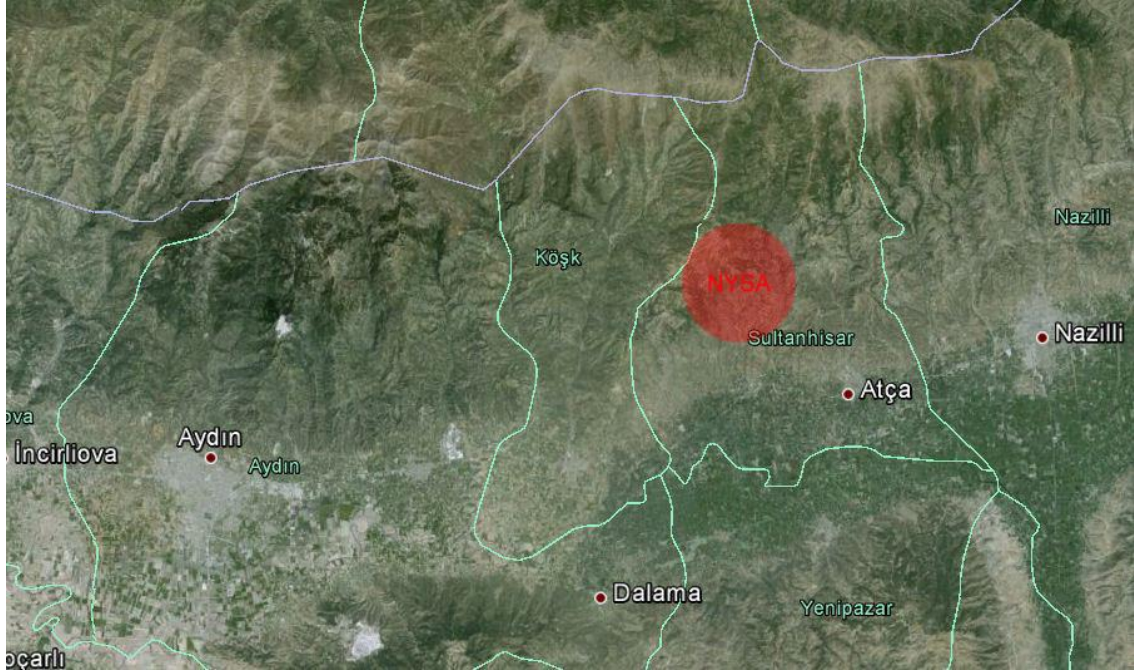 Nazilli
Köşk
NYSA
Sultanhisar
Nazilli
Atça
ova
Aydın
İncirliova
Aydın
Dalama
Yenipazar
oçarlı